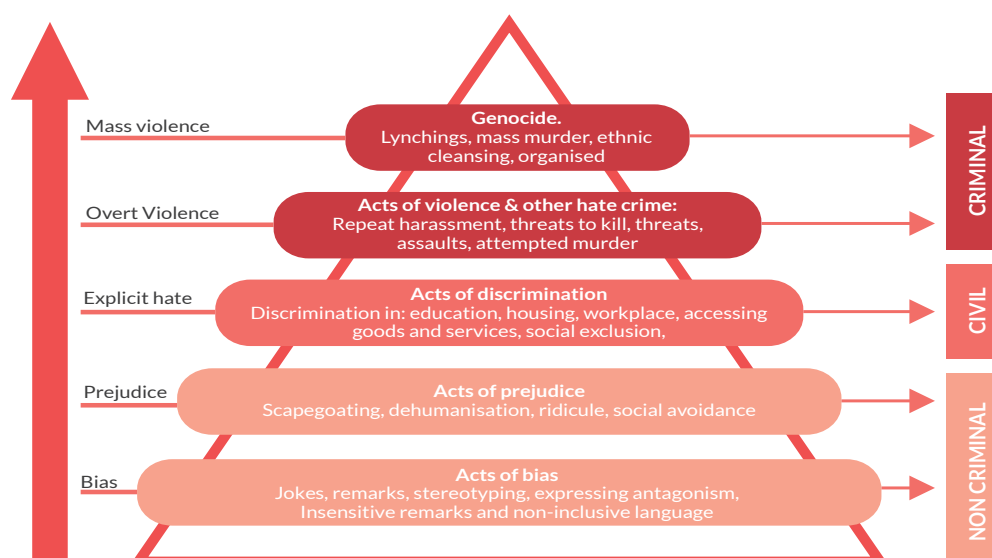 Mass violence
Genocide.
Lynchings, mass murder, ethnic
cleansing, organised
Overt Violence
Acts of violence & other hate crime:
Repeat harassment, threats to kill, threats,
assaults, attempted murder
CRIMINAL
Explicit hate
Acts of discrimination
Discrimination in: education, housing, workplace, accessing
goods and services, social exclusion,
CIVIL
Prejudice
Acts of prejudice
Scapegoating, dehumanisation, ridicule, social avoidance
Bias
Acts of bias
Jokes, remarks, stereotyping, expressing antagonism,
Insensitive remarks and non-inclusive language
NON CRIMINAL